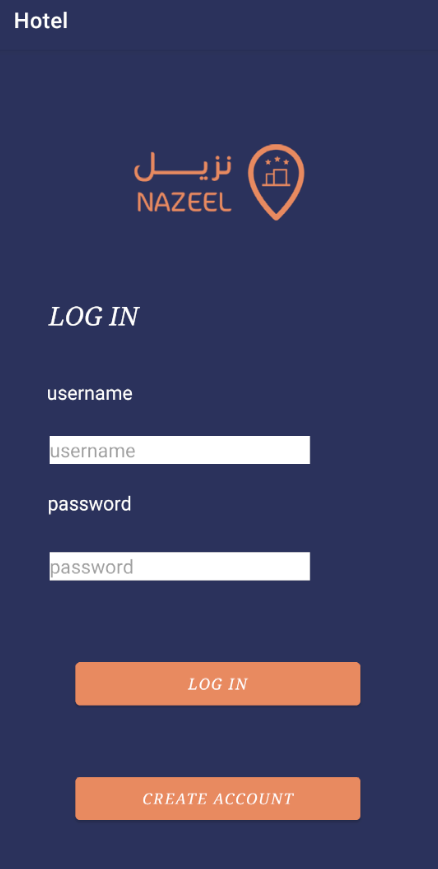 Hotel
نزيل
NAZEEL
LOG IN
username
username
password
password
LOG IN
CREATE ACCOUNT